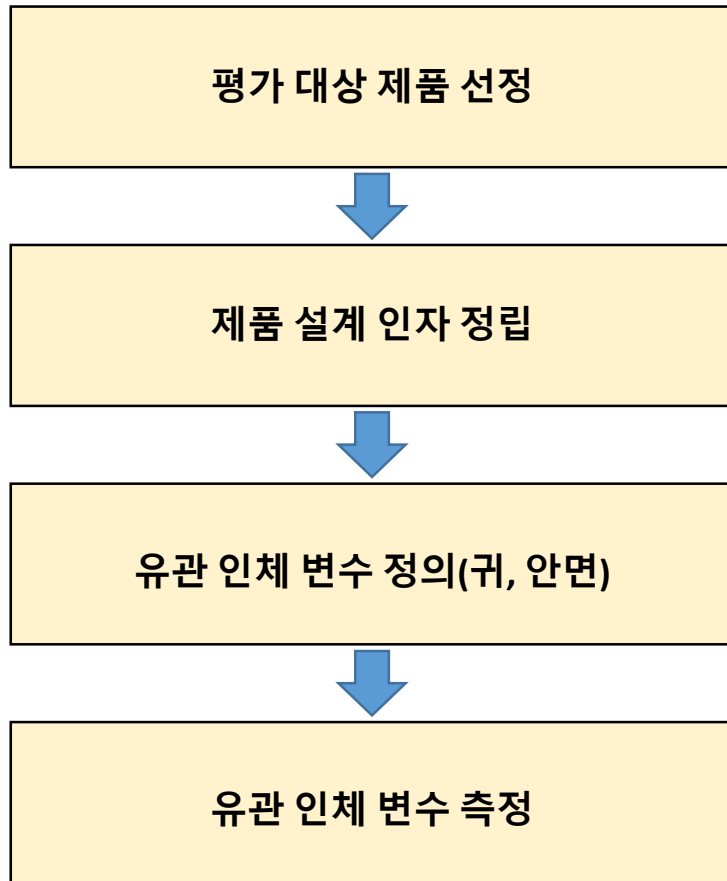 평가 대상 제품 선정
제품 설계 인자 정립
유관 인체 변수 정의(귀, 안면)
유관 인체 변수 측정